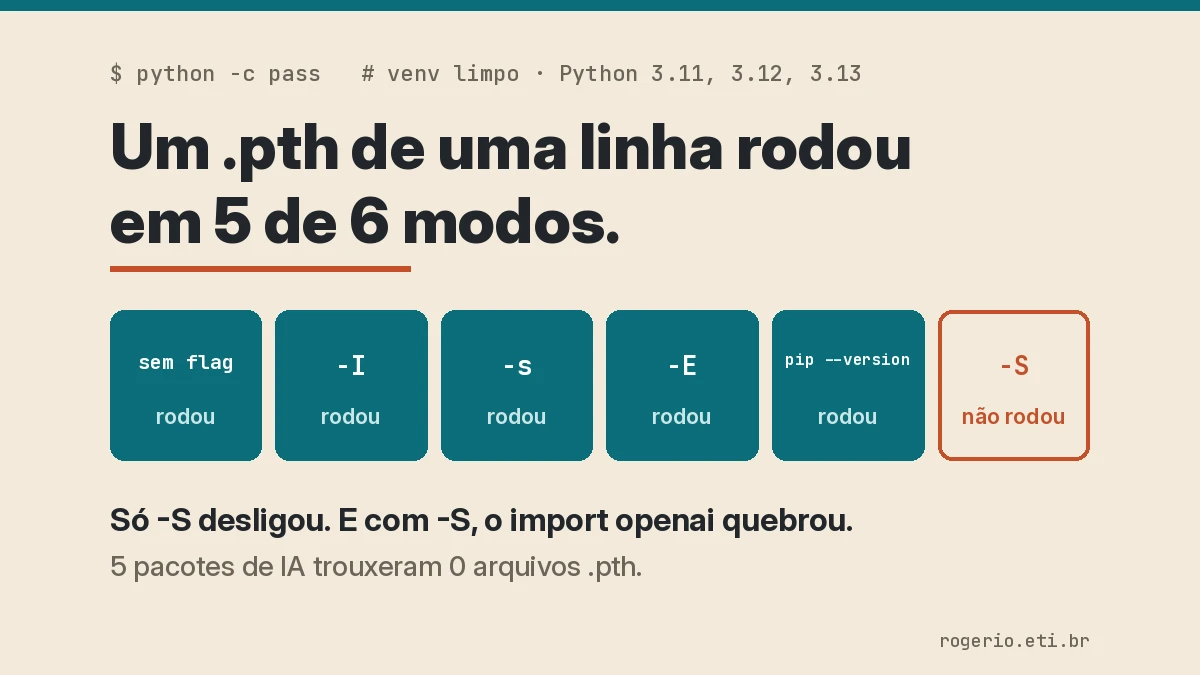 $ python -c pass   # venv limpo · Python 3.11, 3.12, 3.13
Um .pth de uma linha rodou
em 5 de 6 modos.
sem flag
rodou
-I
rodou
-s
rodou
-E
rodou
pip --version
rodou
-S
não rodou
Só -S desligou. E com -S, o import openai quebrou.
5 pacotes de IA trouxeram 0 arquivos .pth.
rogerio.eti.br